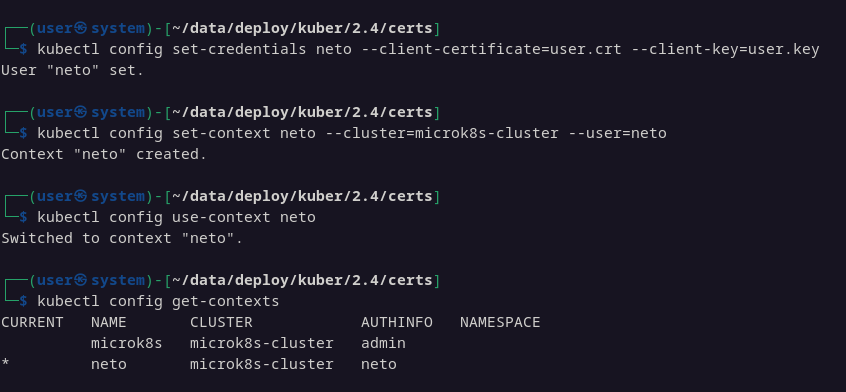 ┌──(user㉿system)-[~/data/deploy/kuber/2.4/certs]
└─$ kubectl config set-credentials neto --client-certificate=user.crt --client-key=user.key
User "neto" set.
┌──(user㉿system)-[~/data/deploy/kuber/2.4/certs]
└─$ kubectl config set-context neto --cluster=microk8s-cluster --user=neto
Context "neto" created.
┌──(user㉿system)-[~/data/deploy/kuber/2.4/certs]
└─$ kubectl config use-context neto
Switched to context "neto".
┌──(user㉿system)-[~/data/deploy/kuber/2.4/certs]
└─$ kubectl config get-contexts
CURRENT   NAME       CLUSTER            AUTHINFO   NAMESPACE
          microk8s   microk8s-cluster   admin
*         neto       microk8s-cluster   neto